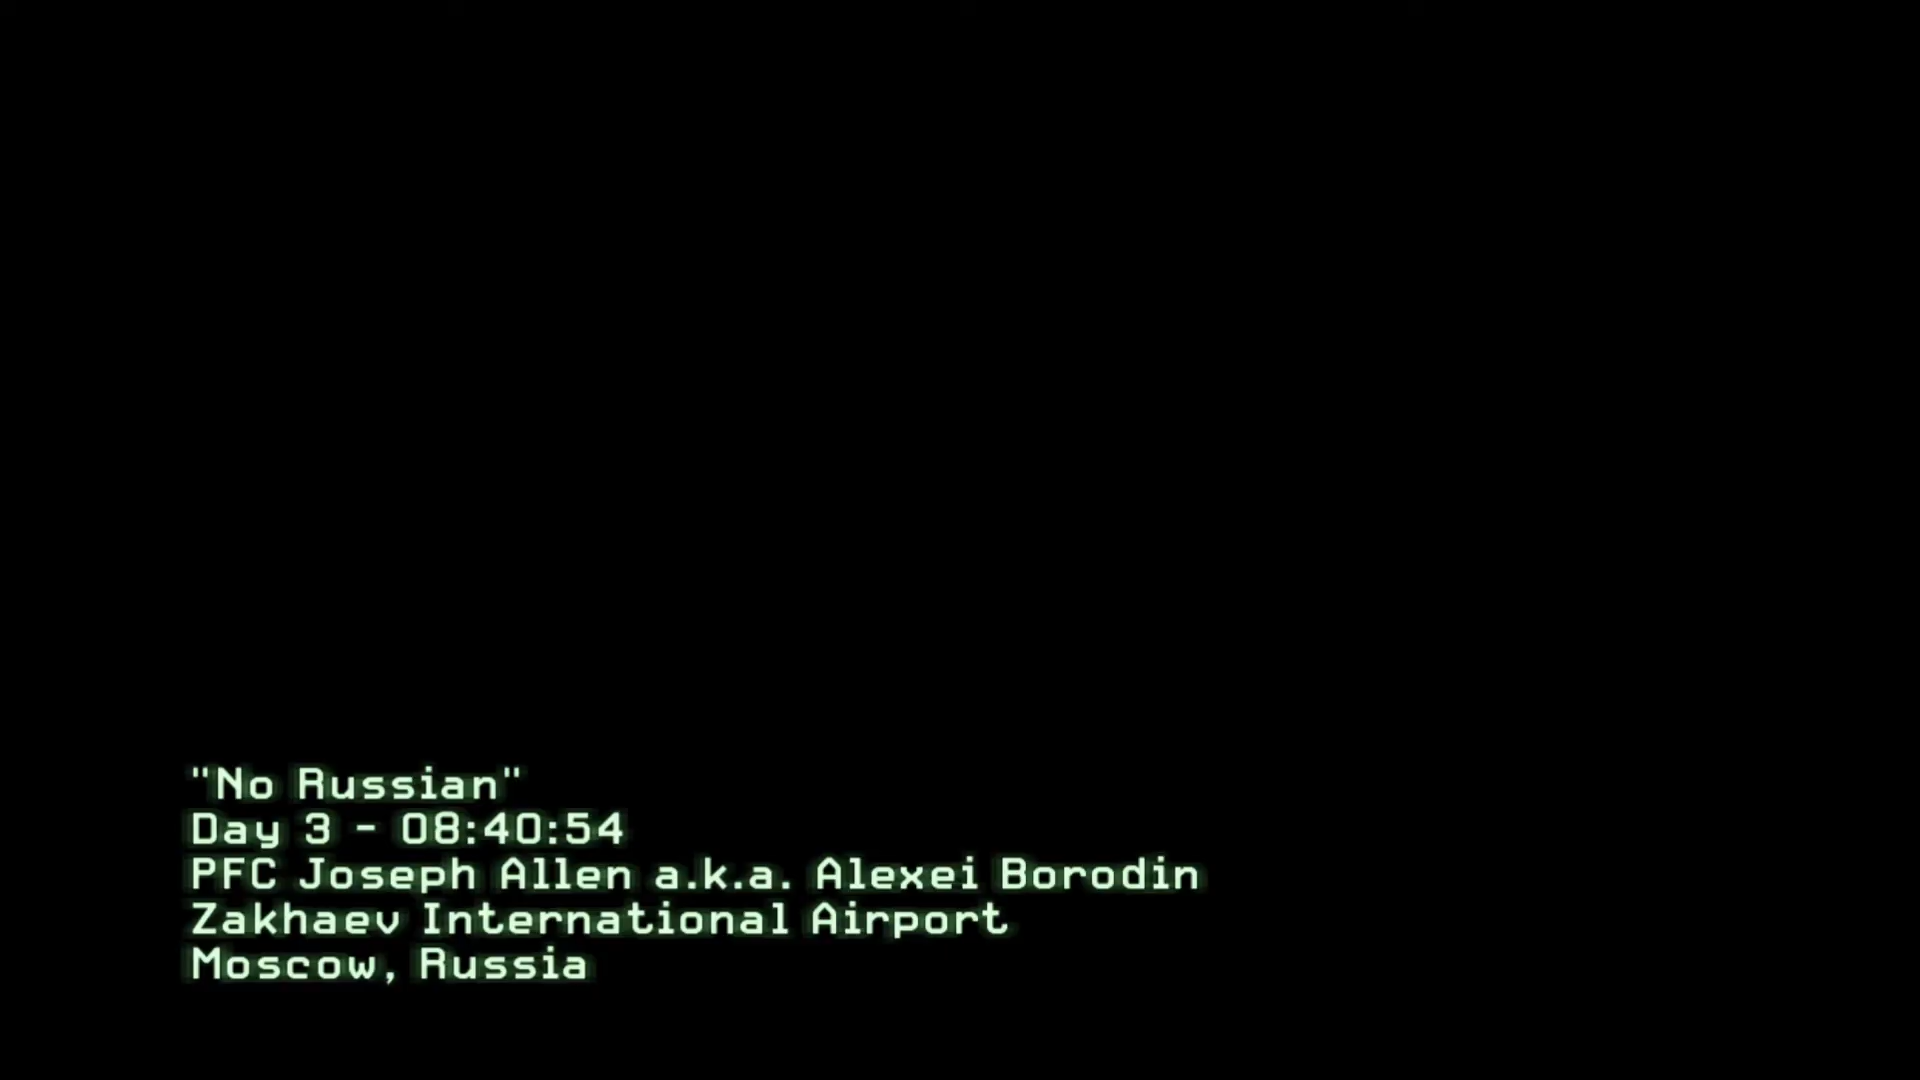 "No Russian"
Day 3 - 08:40:54
PFC Joseph Allen a.k.a. Alexei Borodin
Zakhaev International Airport
Moscow, Russia